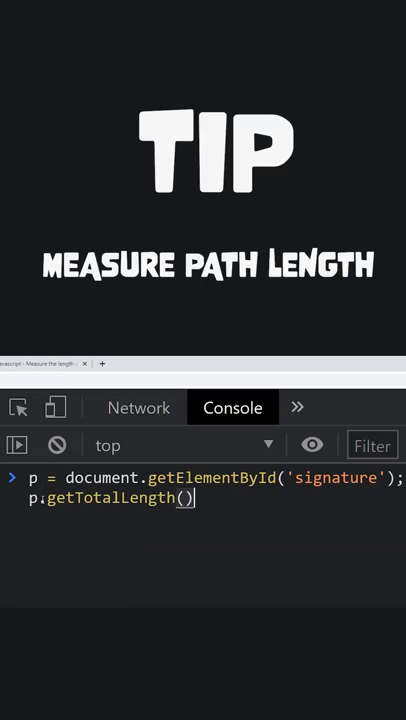 TIP
MEASURE PATH LENGTH
avascript - Measure the length
Network Console
top Filter
p = document.getElementById('signature');
p.getTotalLength()